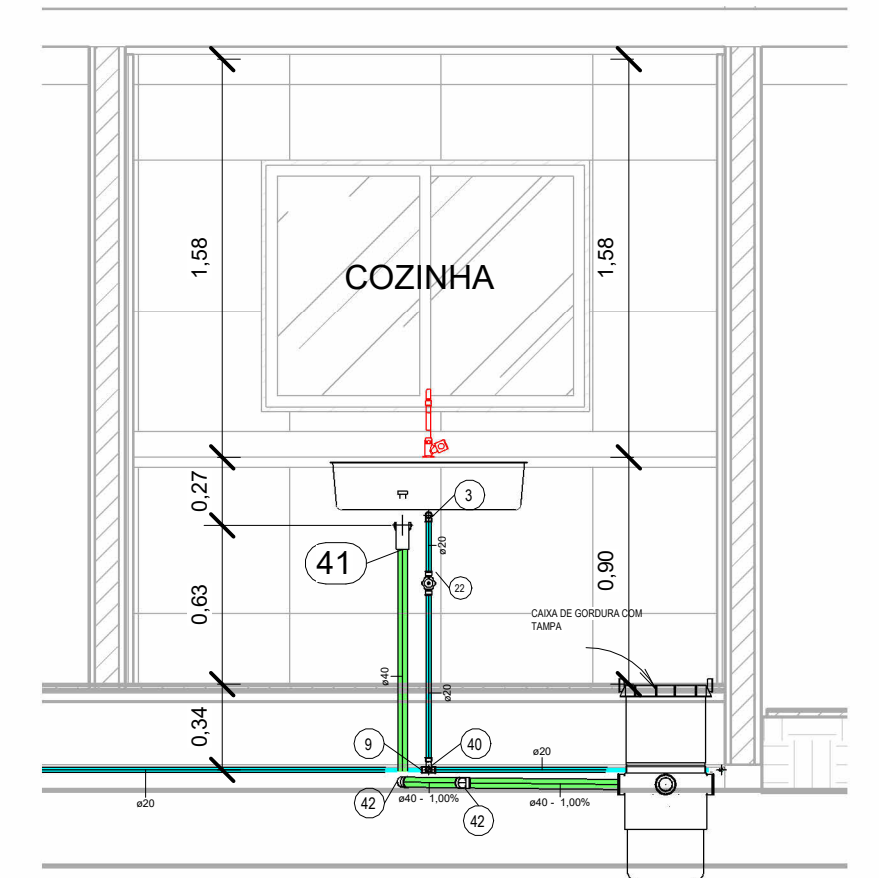 1,58
1,58
COZINHA
0,27
3
ø20
41
22
0,63
0,90
CAIXA DE GORDURA COM
TAMPA
ø40
ø20
0,34
9
40
ø20
ø20
42
ø40 - 1,00%
42
ø40 - 1,00%